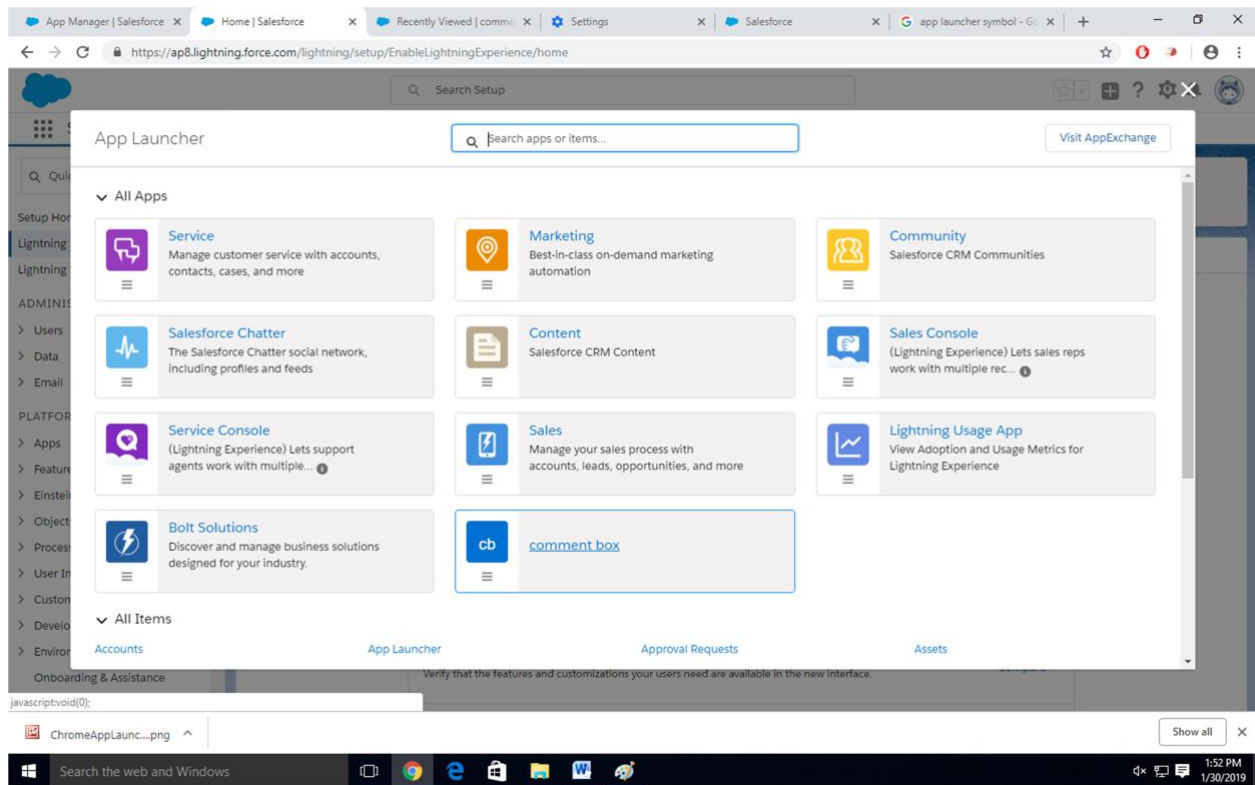 App Manager | Salesforce
Home | Salesforce
Recently Viewed | comme
Settings
Salesforce
app launcher symbol - Go
https://ap8.lightning.force.com/lightning/setup/EnableLightningExperience/home
Search Setup
App Launcher
Search apps or items...
Visit AppExchange
Quic
Setup Hom
Lightning
Lightning
ADMINIS
Users
Data
Email
PLATFOR
Apps
Feature
Einstein
Object
Process
User In
Custom
Develo
Enviror
Onboarding & Assistance
All Apps
Service
Manage customer service with accounts,
contacts, cases, and more
Marketing
Best-in-class on-demand marketing
automation
Community
Salesforce CRM Communities
Salesforce Chatter
The Salesforce Chatter social network,
including profiles and feeds
Content
Salesforce CRM Content
Sales Console
(Lightning Experience) Lets sales reps
work with multiple rec...
Service Console
(Lightning Experience) Lets support
agents work with multiple...
Sales
Manage your sales process with
accounts, leads, opportunities, and more
Lightning Usage App
View Adoption and Usage Metrics for
Lightning Experience
Bolt Solutions
Discover and manage business solutions
designed for your industry.
cb
comment box
All Items
Accounts
App Launcher
Approval Requests
Assets
Verify that the features and customizations your users need are available in the new interface.
javascript:void(0);
ChromeAppLaunc....png
Show all
Search the web and Windows
1:52 PM
1/30/2019